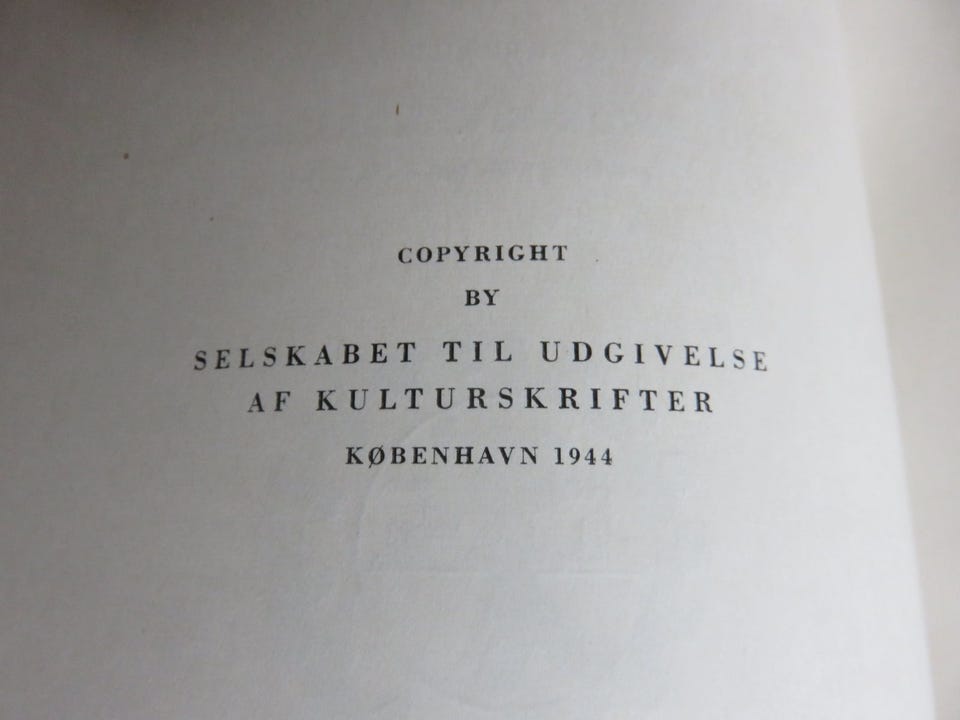 COPYRIGHT
BY
SELSKABET TIL UDGIVELSE
AF KULTURSKRIFTER
KØBENHAVN 1944